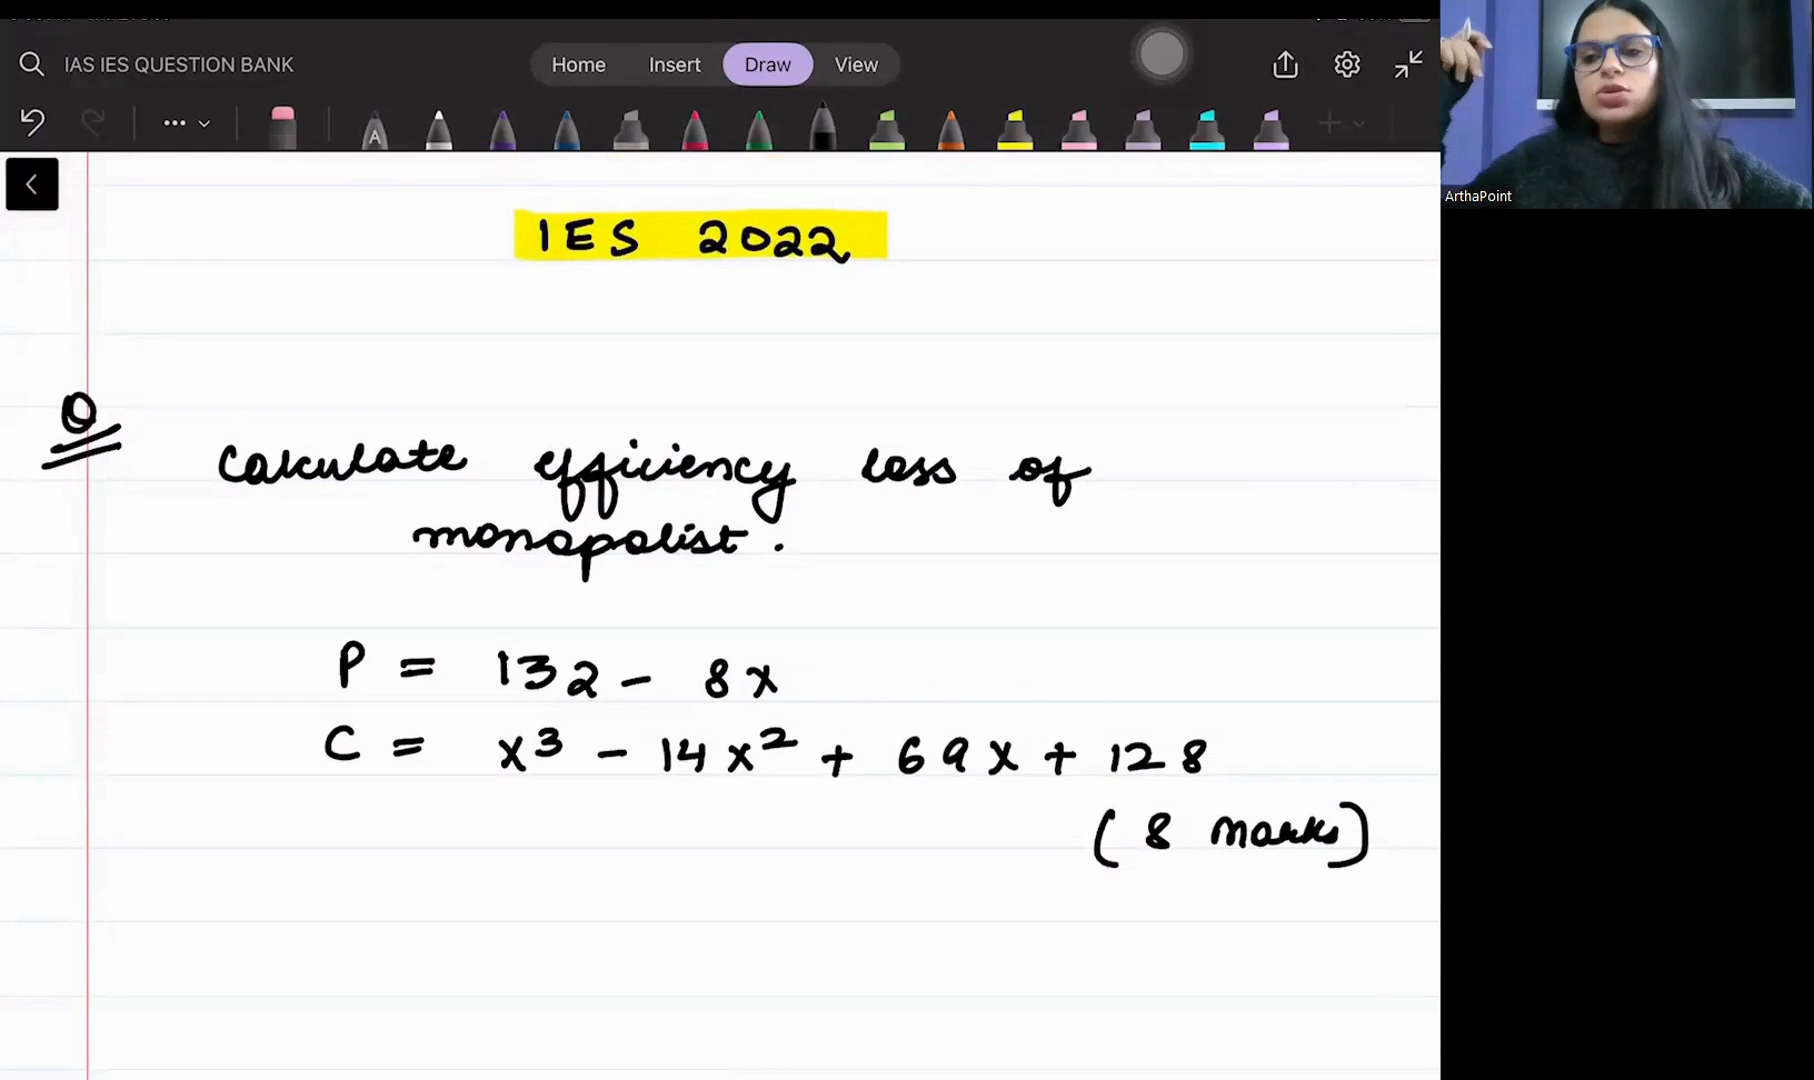 IAS IES QUESTION BANK
Home Insert Draw View
A
ArthaPoint
IES 2022
Q
Calculate efficiency loss of
monopolist.
P = 132 - 8x
C = x³ - 14x² + 69x + 128
(8 marks)